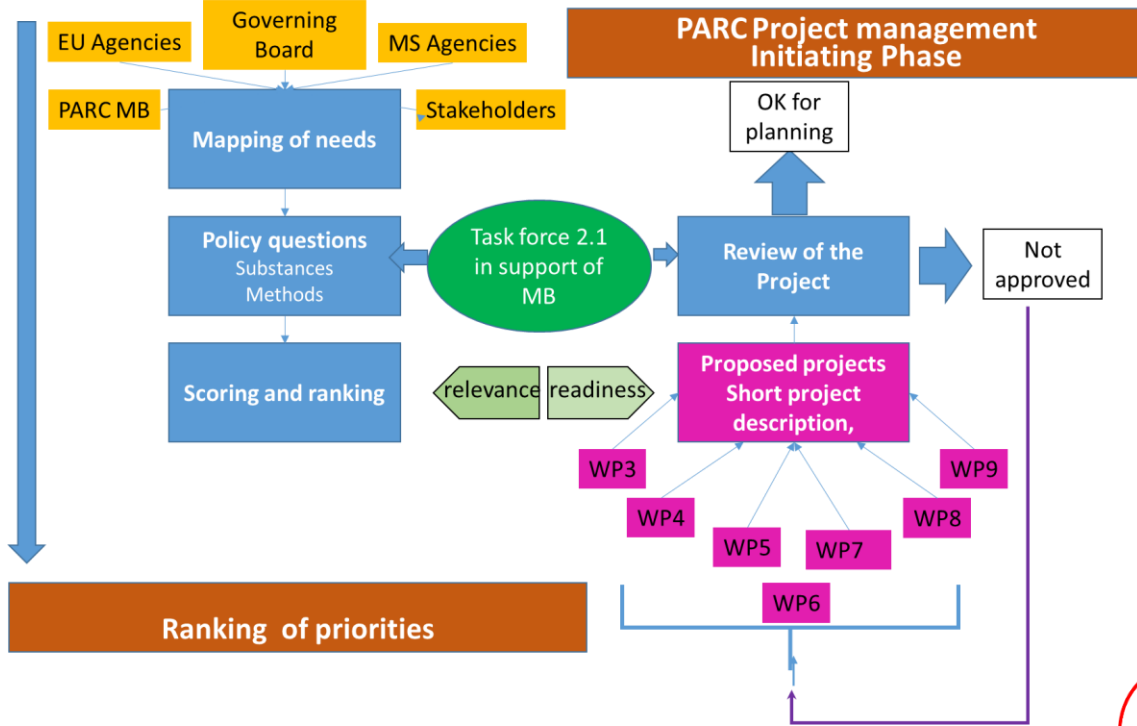 PARC Project management
Initiating Phase
EU Agencies
Governing
Board
MS Agencies
PARC MB
Stakeholders
Mapping of needs
OK for
planning
Policy questions
Substances
Methods
Task force 2.1
in support of
MB
Review of the
Project
Not
approved
Scoring and ranking
relevance
readiness
Proposed projects
Short project
description,
WP3
WP9
WP4
WP8
WP5
WP7
WP6
Ranking of priorities